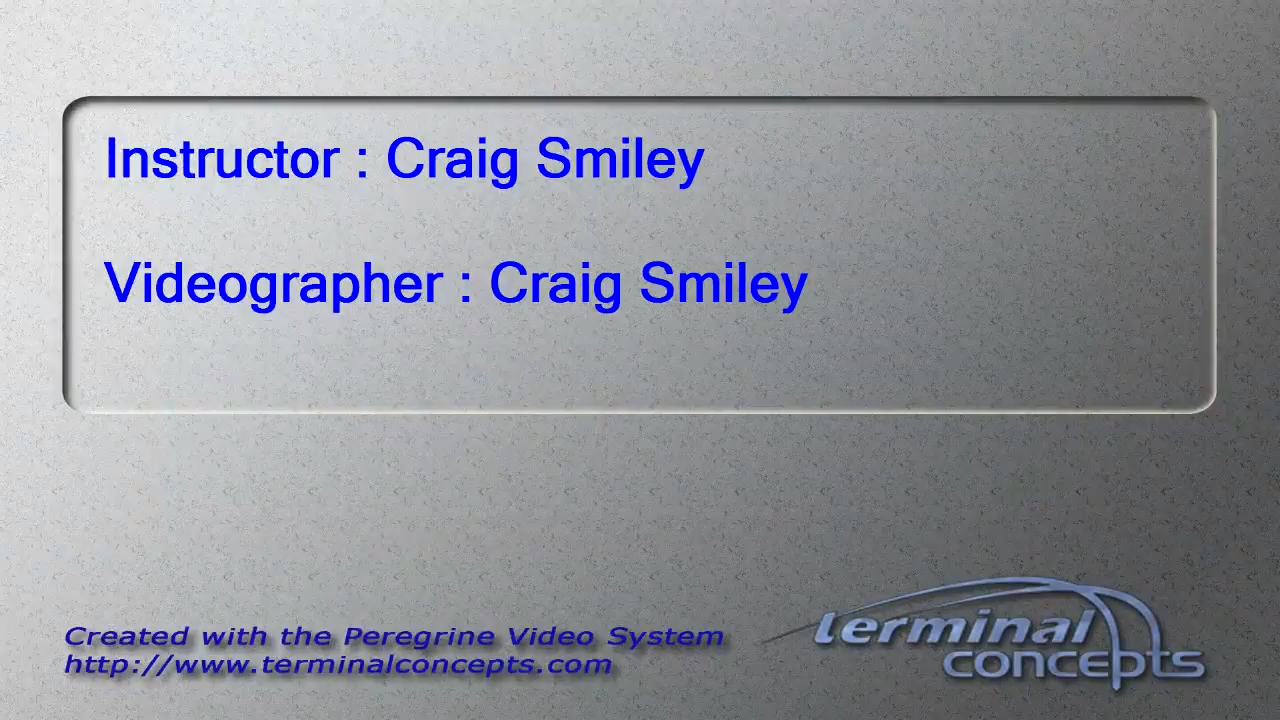 Instructor : Craig Smiley
Videographer : Craig Smiley
Created with the Peregrine Video System
http://www.terminalconcepts.com
terminal
concepts